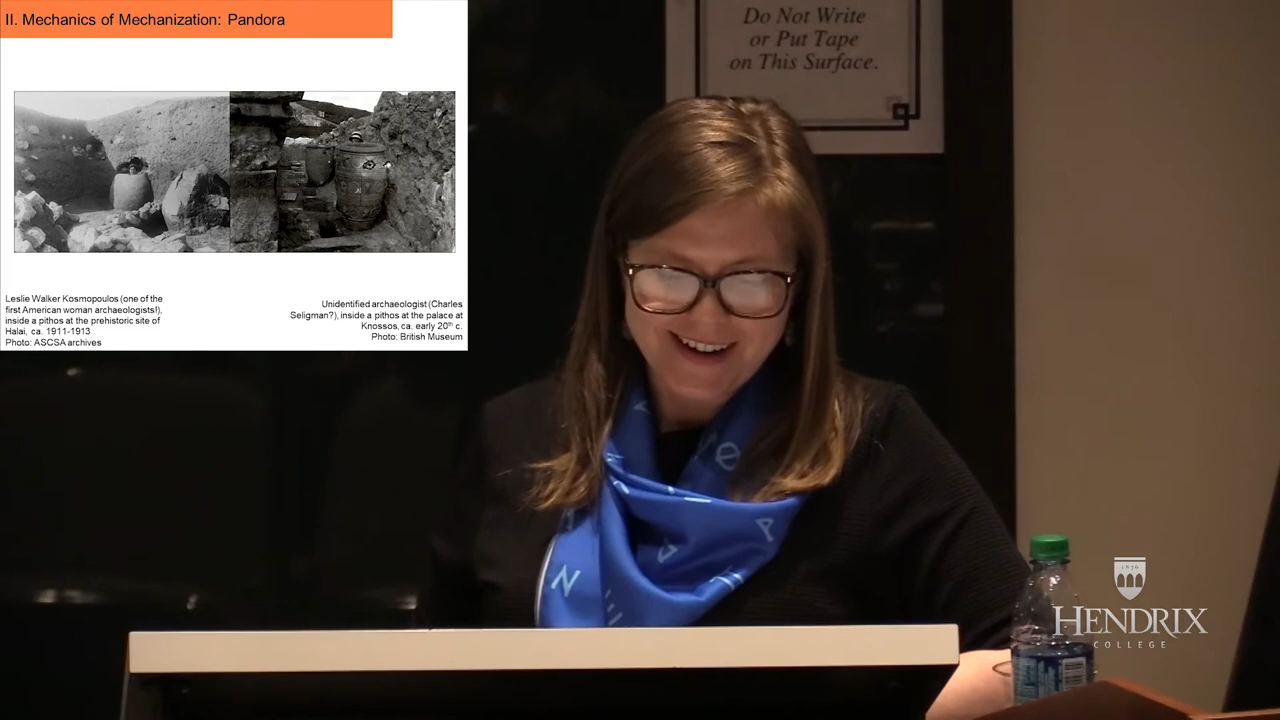 II. Mechanics of Mechanization: Pandora
Leslie Walker Kosmopoulos (one of the
first American woman archaeologists!),
inside a pithos at the prehistoric site of
Halai, ca. 1911-1913
Photo: ASCSA archives
Unidentified archaeologist (Charles
Seligman?), inside a pithos at the palace at
Knossos, ca. early 20th c.
Photo: British Museum
Do Not Write
or Put Tape
on This Surface.
N
P
1876
HENDRIX
COLLEGE